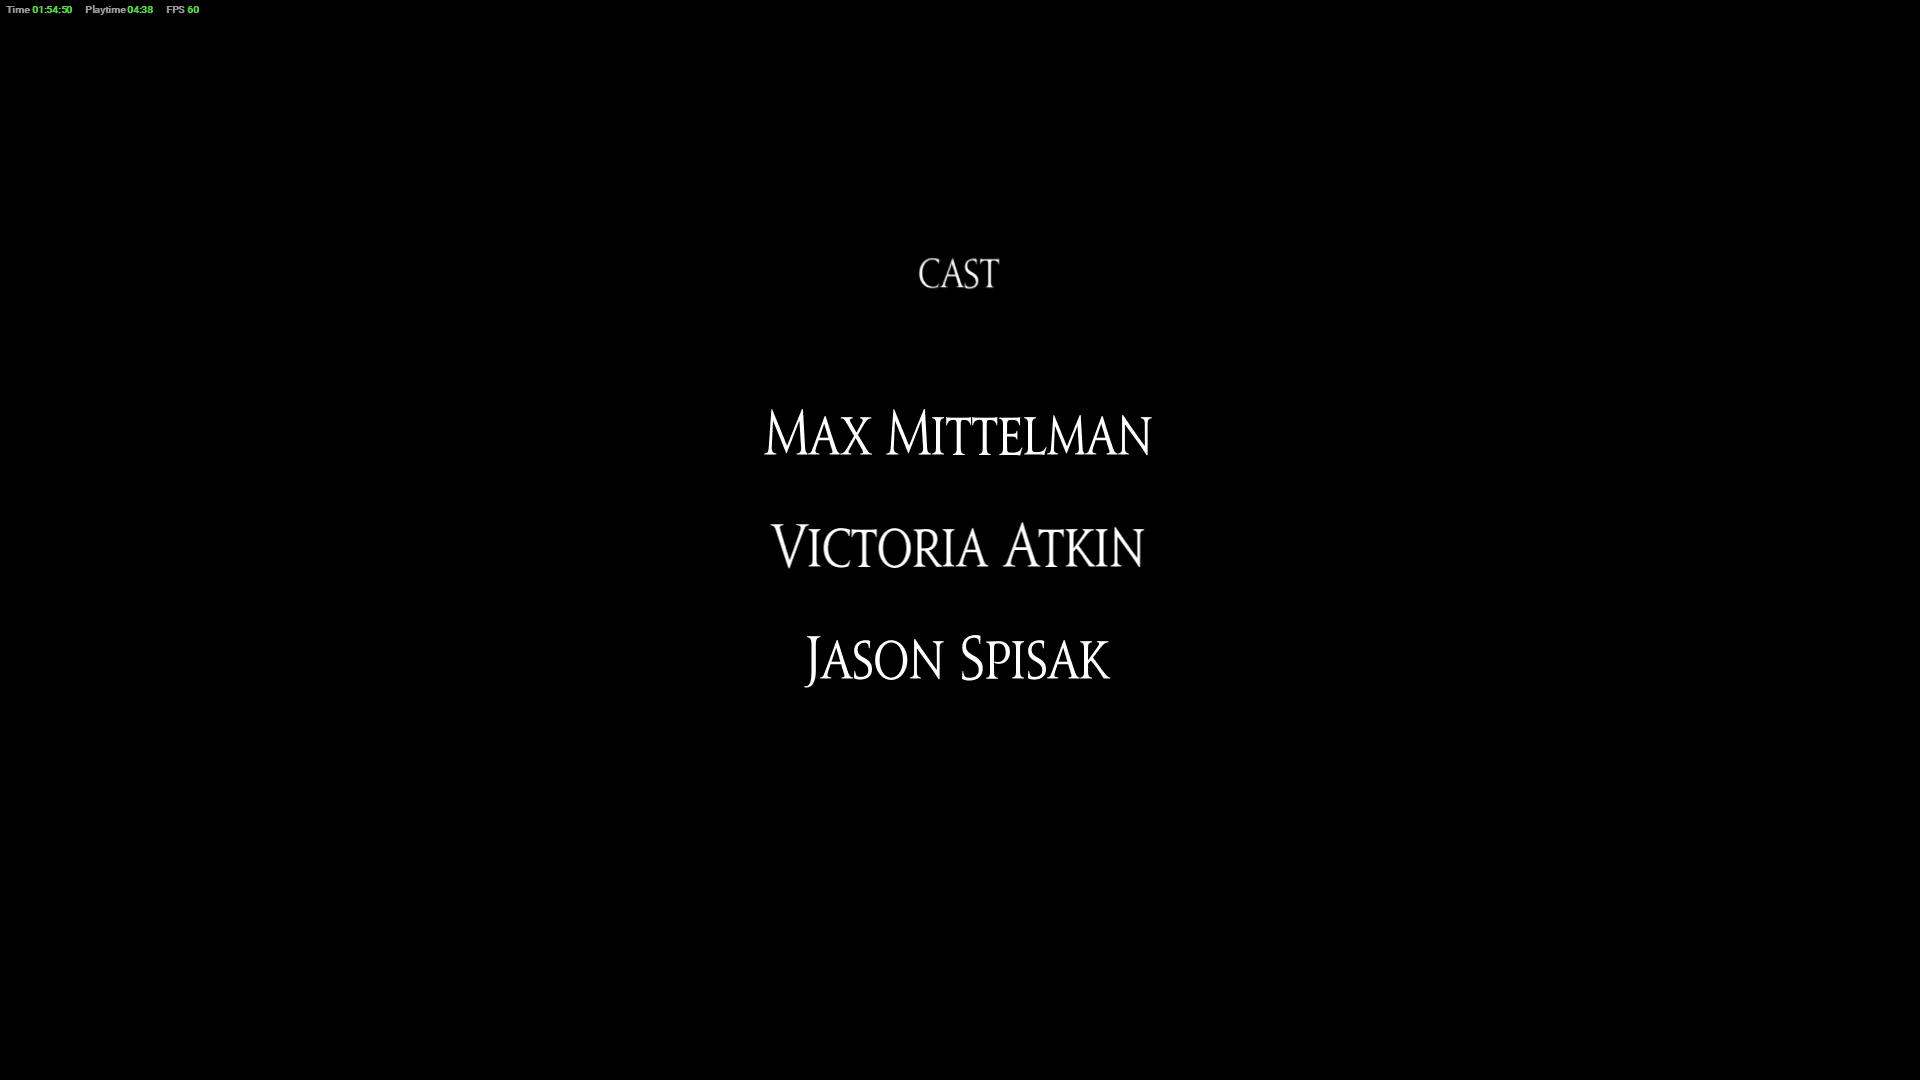 Time 01:54:50 Playtime 04:38 FPS 60
CAST
MAX MITTELMAN
VICTORIA ATKIN
JASON SPISAK